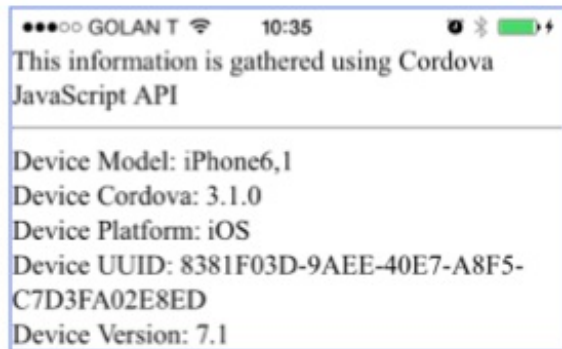 GOLAN T 10:35
This information is gathered using Cordova
JavaScript API
Device Model: iPhone6,1
Device Cordova: 3.1.0
Device Platform: iOS
Device UUID: 8381F03D-9AEE-40E7-A8F5-
C7D3FA02E8ED
Device Version: 7.1